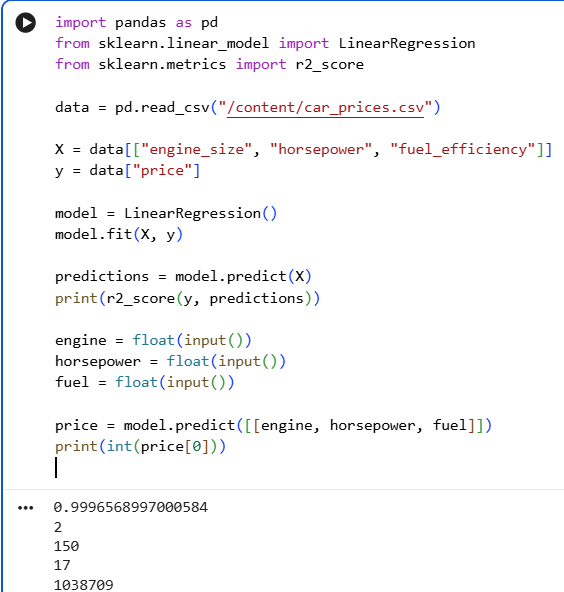 import pandas as pd
from sklearn.linear_model import LinearRegression
from sklearn.metrics import r2_score

data = pd.read_csv("/content/car_prices.csv")

X = data[["engine_size", "horsepower", "fuel_efficiency"]]
y = data["price"]

model = LinearRegression()
model.fit(X, y)

predictions = model.predict(X)
print(r2_score(y, predictions))

engine = float(input())
horsepower = float(input())
fuel = float(input())

price = model.predict([[engine, horsepower, fuel]])
print(int(price[0]))

0.9996568997000584
2
150
17
1038709